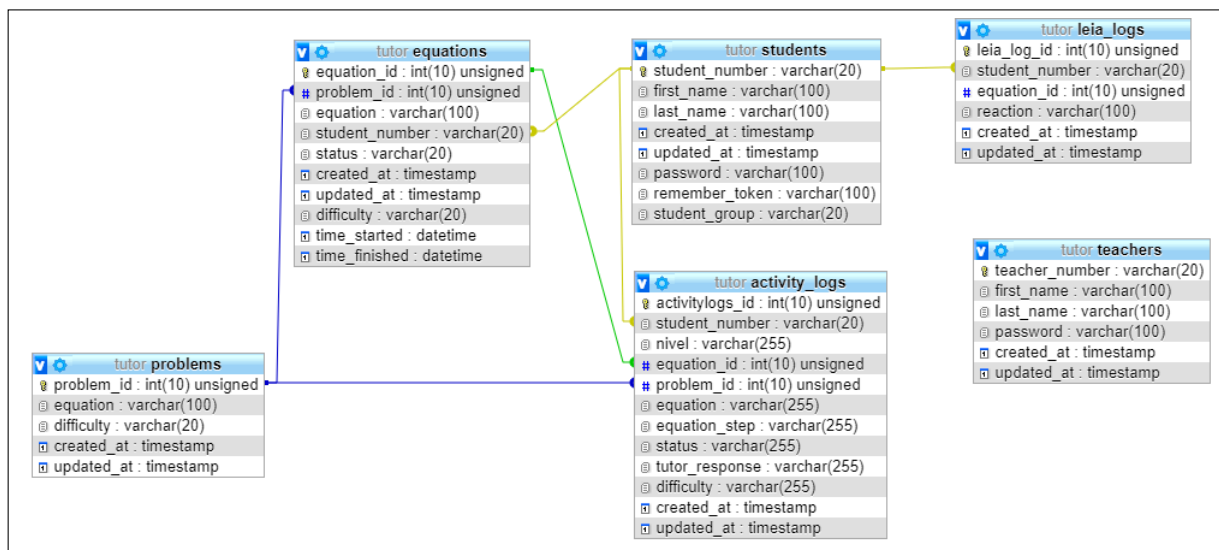 tutor equations
equation_id : int(10) unsigned
# problem_id : int(10) unsigned
equation : varchar(100)
student_number : varchar(20)
status : varchar(20)
created_at : timestamp
updated_at : timestamp
difficulty : varchar(20)
time_started : datetime
time_finished : datetime
tutor students
student_number : varchar(20)
first_name : varchar(100)
last_name : varchar(100)
created_at : timestamp
updated_at : timestamp
password : varchar(100)
remember_token : varchar(100)
student_group : varchar(20)
tutor leia_logs
leia_log_id : int(10) unsigned
student_number : varchar(20)
# equation_id : int(10) unsigned
reaction : varchar(100)
created_at : timestamp
updated_at : timestamp
tutor teachers
teacher_number : varchar(20)
first_name : varchar(100)
last_name : varchar(100)
password : varchar(100)
created_at : timestamp
updated_at : timestamp
tutor activity_logs
activitylogs_id : int(10) unsigned
student_number : varchar(20)
nivel : varchar(255)
# equation_id : int(10) unsigned
# problem_id : int(10) unsigned
equation : varchar(255)
equation_step : varchar(255)
status : varchar(255)
tutor_response : varchar(255)
difficulty : varchar(255)
created_at : timestamp
updated_at : timestamp
tutor problems
problem_id : int(10) unsigned
equation : varchar(100)
difficulty : varchar(20)
created_at : timestamp
updated_at : timestamp